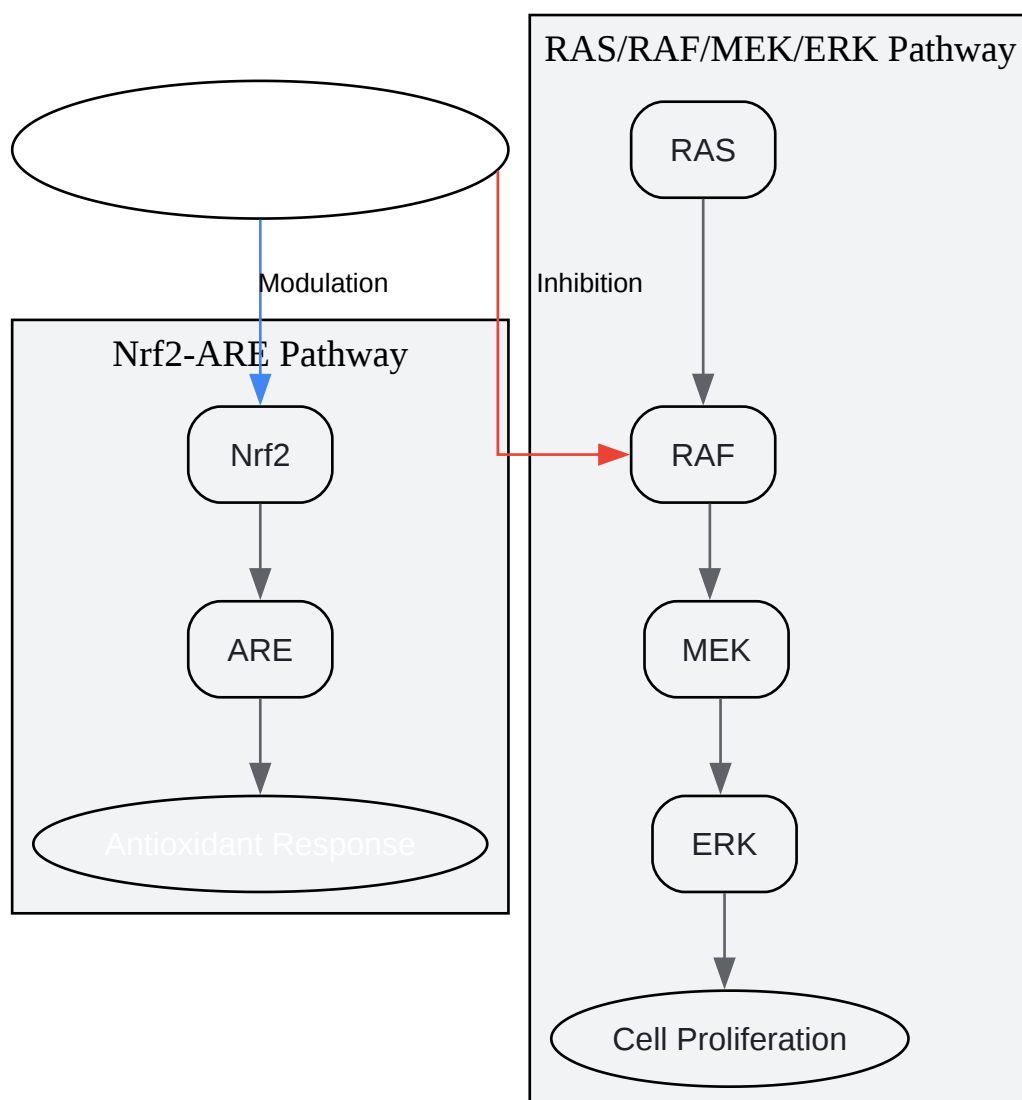 RAS/RAF/MEK/ERK Pathway
RAS
Modulation
Inhibition
Nrf2-ARE Pathway
Nrf2
RAF
ARE
MEK
Antioxidant Response
ERK
Cell Proliferation